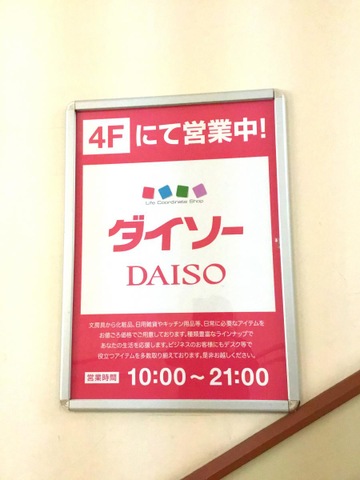 4F にて営業中!
Life Coordinate Shop
ダイソー
DAISO
文房具から化粧品、日用雑貨やキッチン用品等、日常に必要なアイテムを
お値ごろ価格でご用意しております。種類豊富なラインナップで
あなたの生活を応援します。ビジネスのお客様にもデスク等で
役立つアイテムを多数取り揃えております。是非お越しください。
営業時間 10:00～21:00